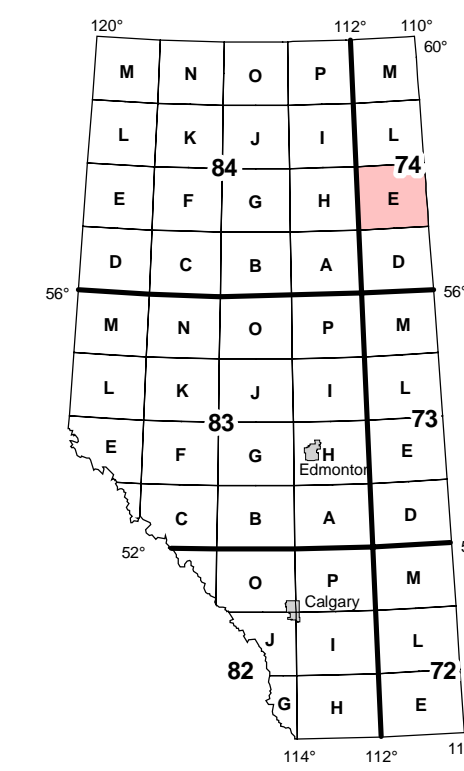 120° 112° 110°
60°
M N O P M
L K J I L
84 74
E F G H E
D C B A D
56° 56°
M N O P M
L K J I L
83 73
E F G H E
Edmonton
C B A D
52°
O P M
Calgary
J I L
82 72
G H E
114° 112°